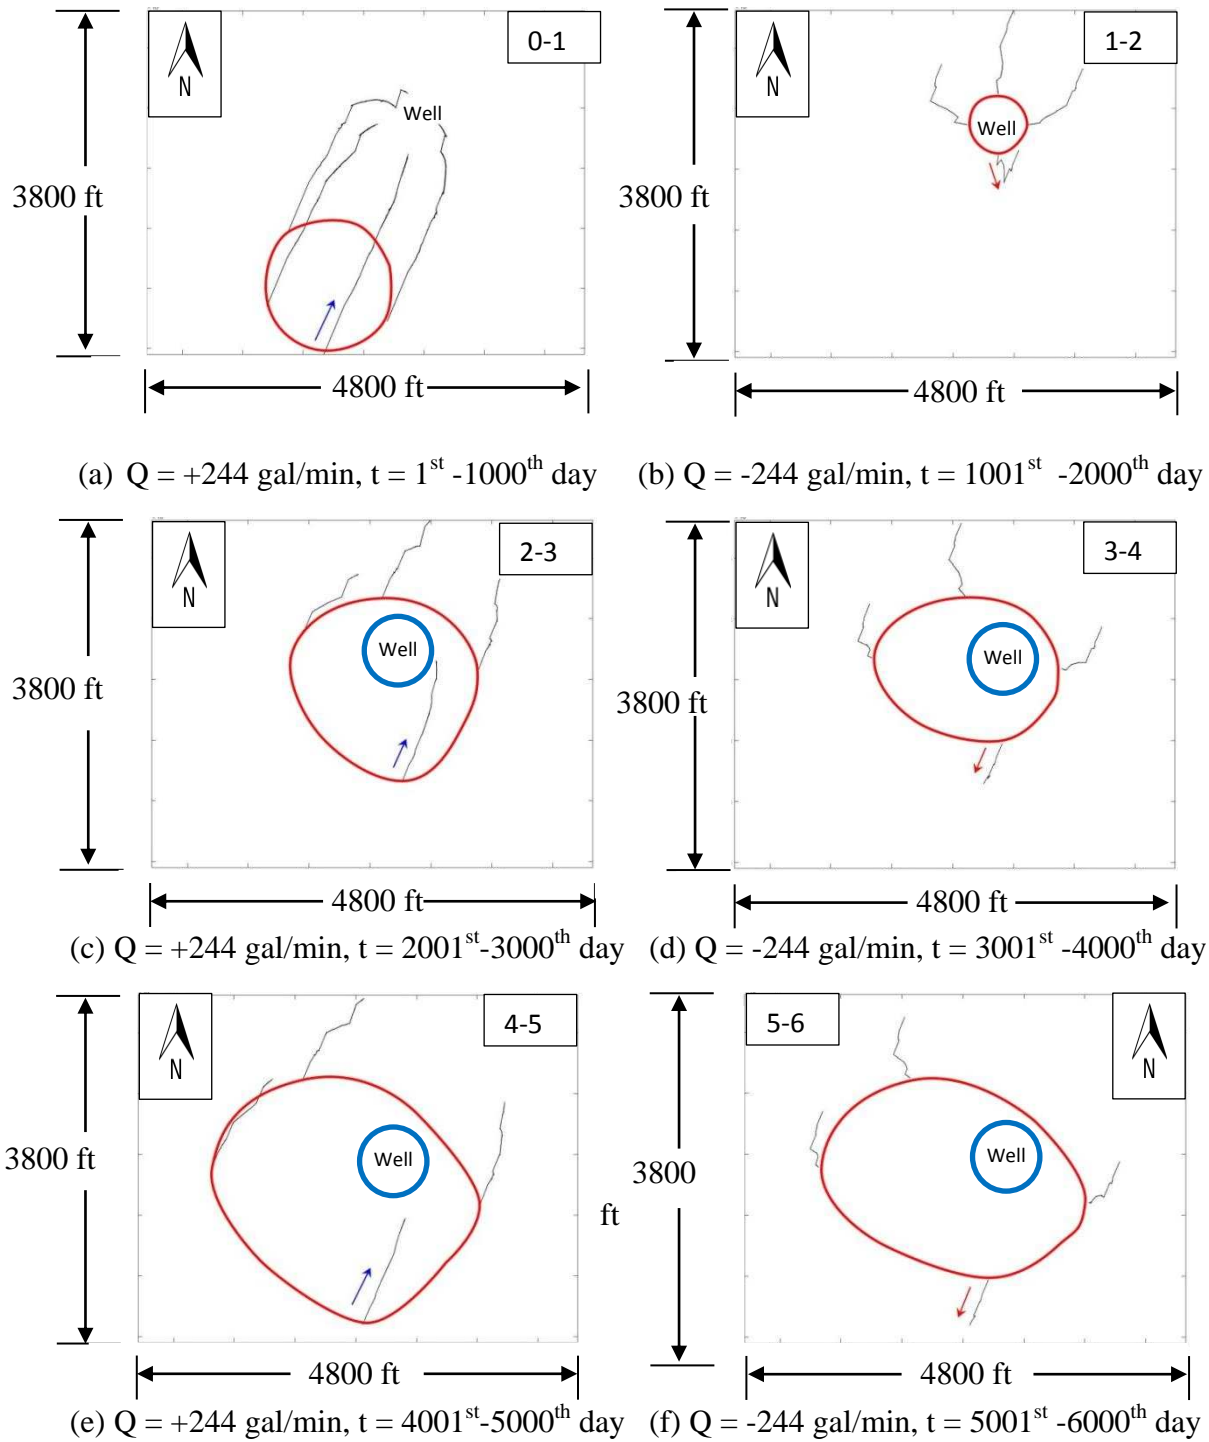 N
0-1
Well
3800 ft
4800 ft
N
1-2
Well
3800 ft
4800 ft
(a) Q = +244 gal/min, t = 1st -1000th day
(b) Q = -244 gal/min, t = 1001st -2000th day
N
2-3
Well
3800 ft
4800 ft
N
3-4
Well
3800 ft
4800 ft
(c) Q = +244 gal/min, t = 2001st-3000th day
(d) Q = -244 gal/min, t = 3001st -4000th day
N
4-5
Well
3800 ft
4800 ft
5-6
N
Well
3800
ft
4800 ft
(e) Q = +244 gal/min, t = 4001st-5000th day
(f) Q = -244 gal/min, t = 5001st -6000th day